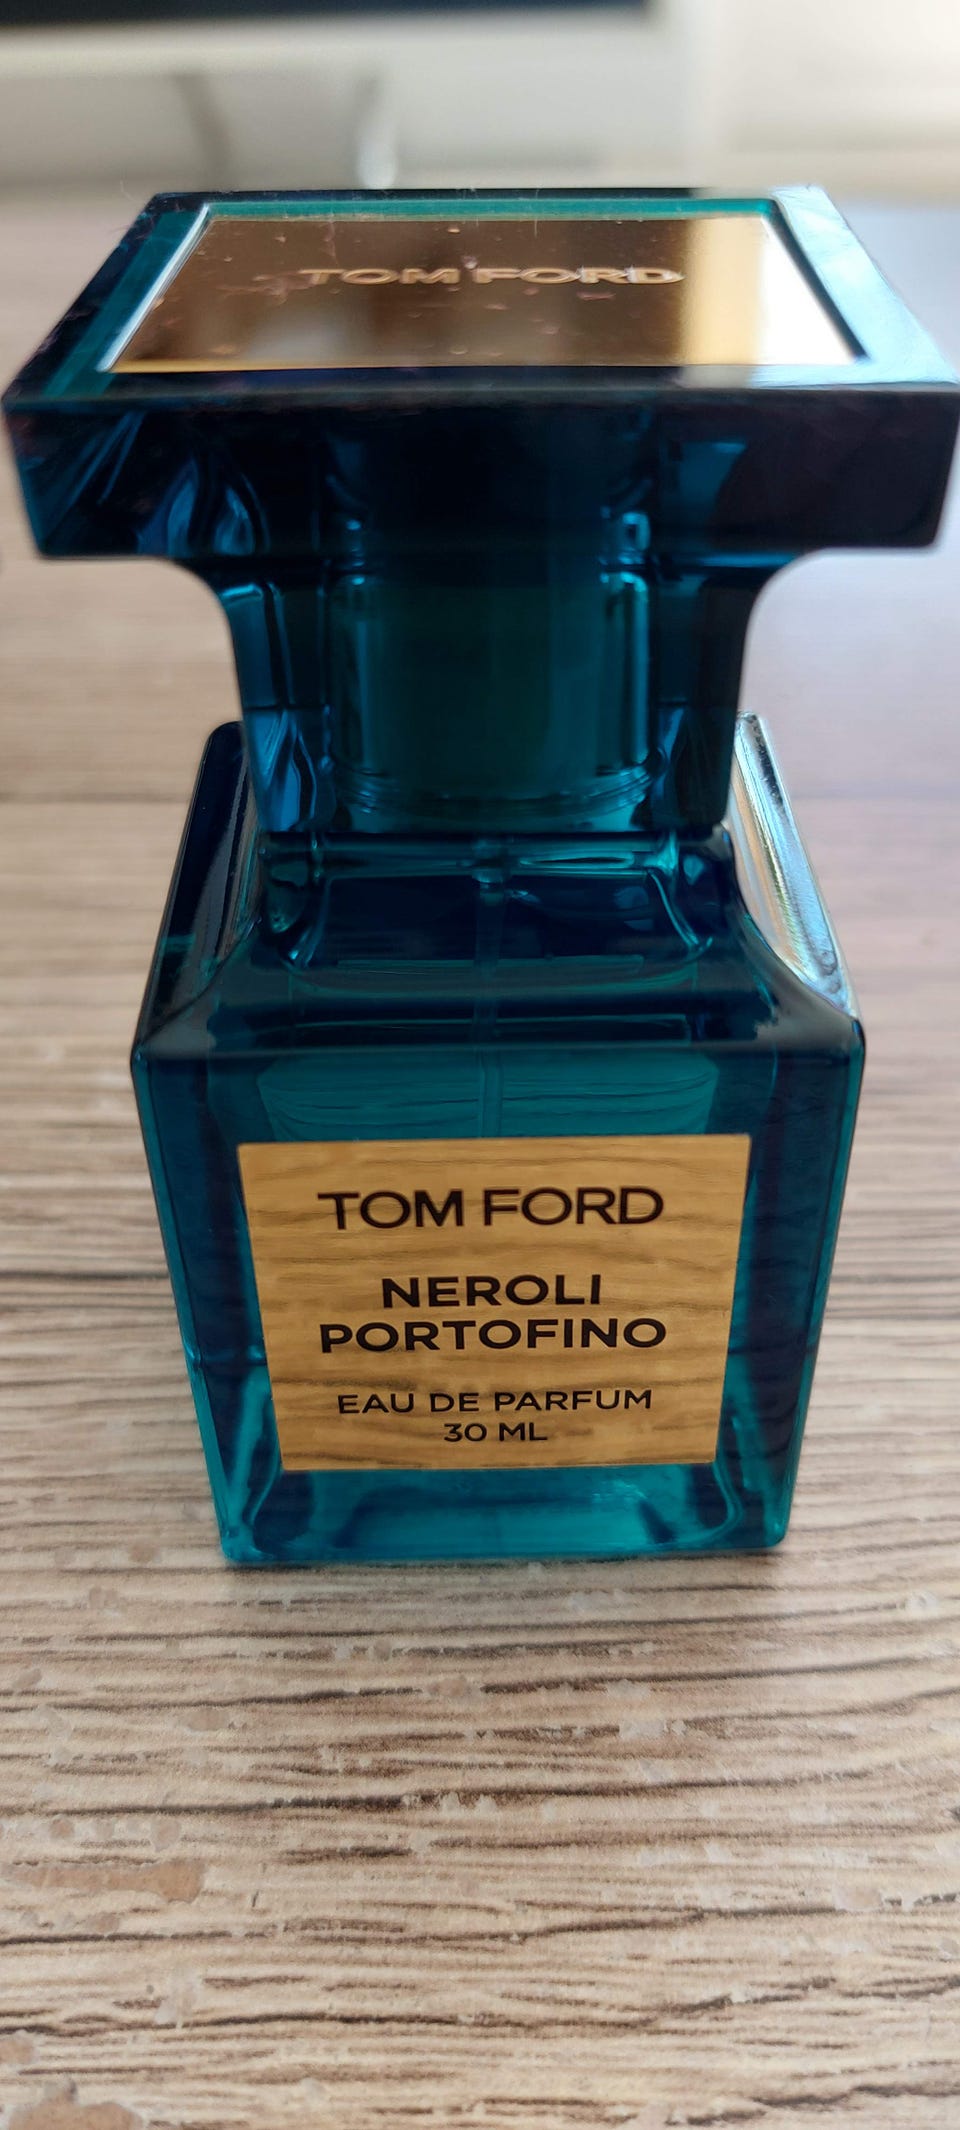 TOM FORD
TOM FORD
NEROLI
PORTOFINO
EAU DE PARFUM
30 ML